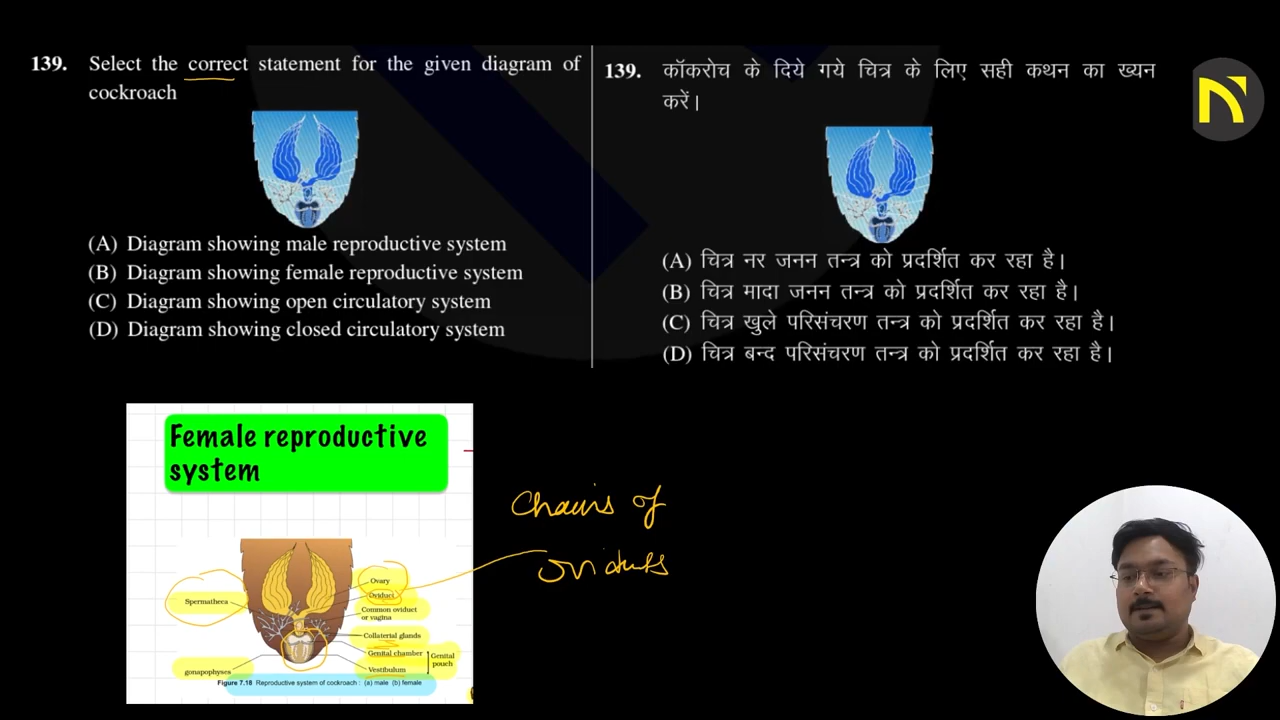 139. Select the correct statement for the given diagram of
cockroach
(A) Diagram showing male reproductive system
(B) Diagram showing female reproductive system
(C) Diagram showing open circulatory system
(D) Diagram showing closed circulatory system
139. कॉकरोच के दिये गये चित्र के लिए सही कथन का ख्यन
करें।
(A) चित्र नर जनन तन्त्र को प्रदर्शित कर रहा है।
(B) चित्र मादा जनन तन्त्र को प्रदर्शित कर रहा है।
(C) चित्र खुले परिसंचरण तन्त्र को प्रदर्शित कर रहा है।
(D) चित्र बन्द परिसंचरण तन्त्र को प्रदर्शित कर रहा है।
Female reproductive
system
Ovary
Oviduct
Spermatheca
Common oviduct
or vagina
Collaterial glands
Genital chamber
Genital
pouch
Vestibulum
gonapophyses
Figure 7.18 Reproductive system of cockroach : (a) male (b) female
Chains of